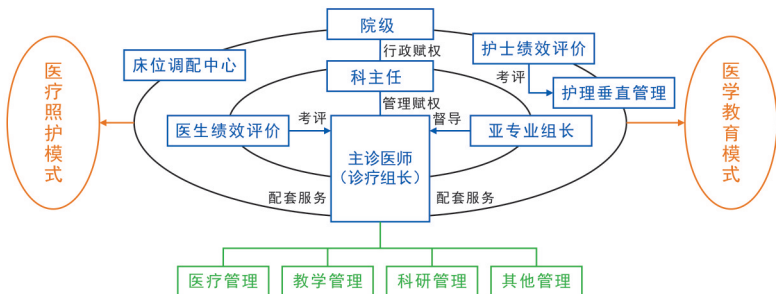 院级
行政赋权
护士绩效评价
床位调配中心
科主任
考评
护理垂直管理
管理赋权
医疗照护模式
医生绩效评价
考评
督导
亚专业组长
医学教育模式
主诊医师
（诊疗组长）
配套服务
配套服务
医疗管理
教学管理
科研管理
其他管理